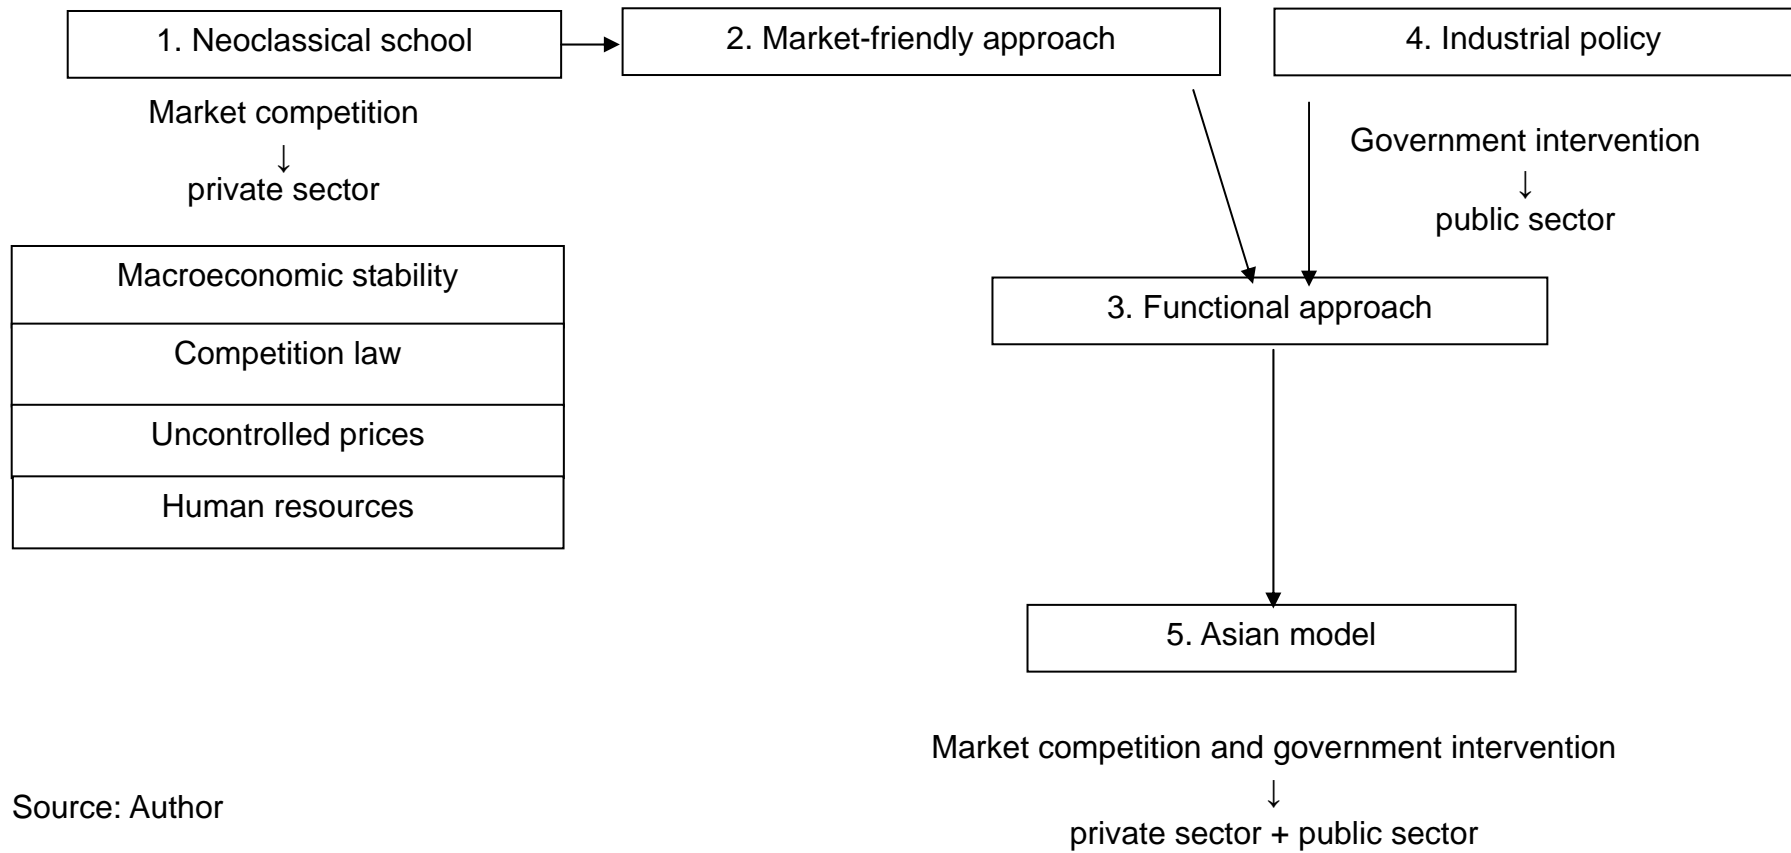 1. Neoclassical school
2. Market-friendly approach
4. Industrial policy
Market competition
↓
private sector
Government intervention
↓
public sector
Macroeconomic stability
Competition law
Uncontrolled prices
Human resources
3. Functional approach
5. Asian model
Market competition and government intervention
↓
private sector + public sector
Source: Author